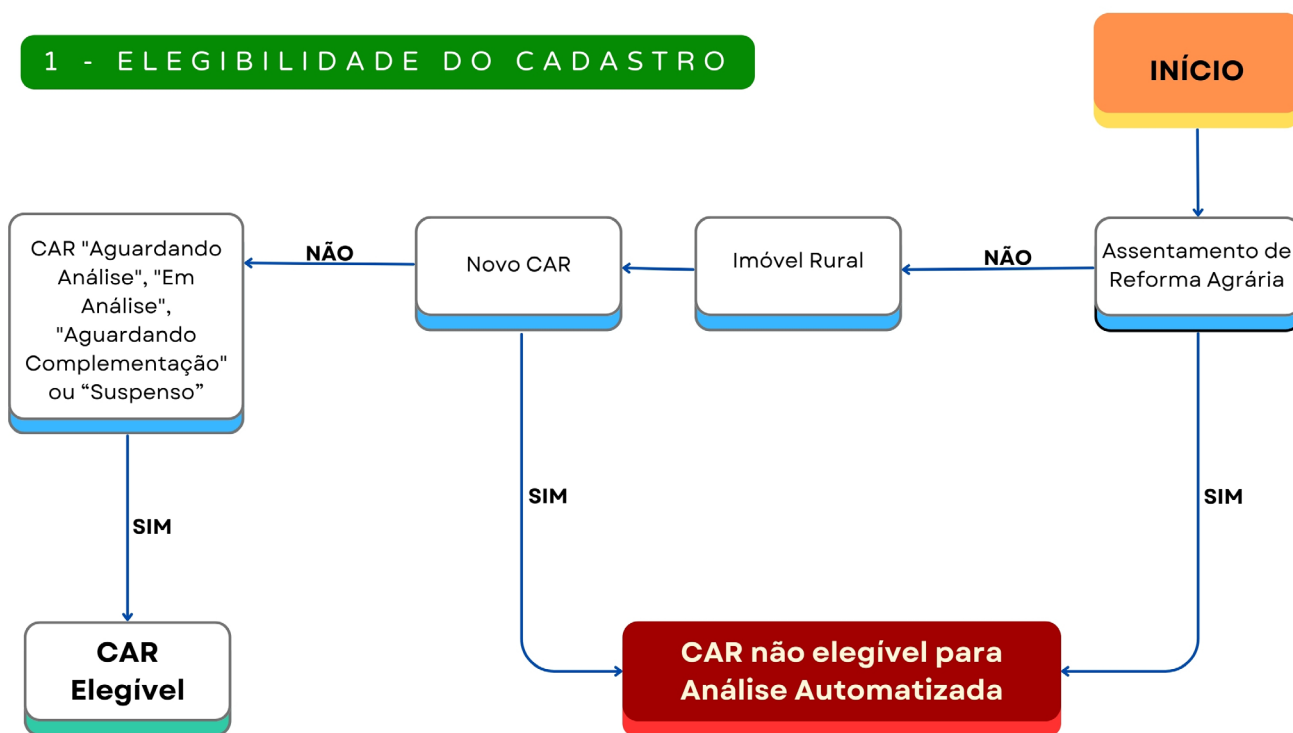 1 - ELEGIBILIDADE DO CADASTRO
INÍCIO
Assentamento de
Reforma Agrária
NÃO
Imóvel Rural
Novo CAR
NÃO
CAR "Aguardando
Análise", "Em
Análise",
"Aguardando
Complementação"
ou “Suspenso”
SIM
SIM
SIM
CAR
Elegível
CAR não elegível para
Análise Automatizada